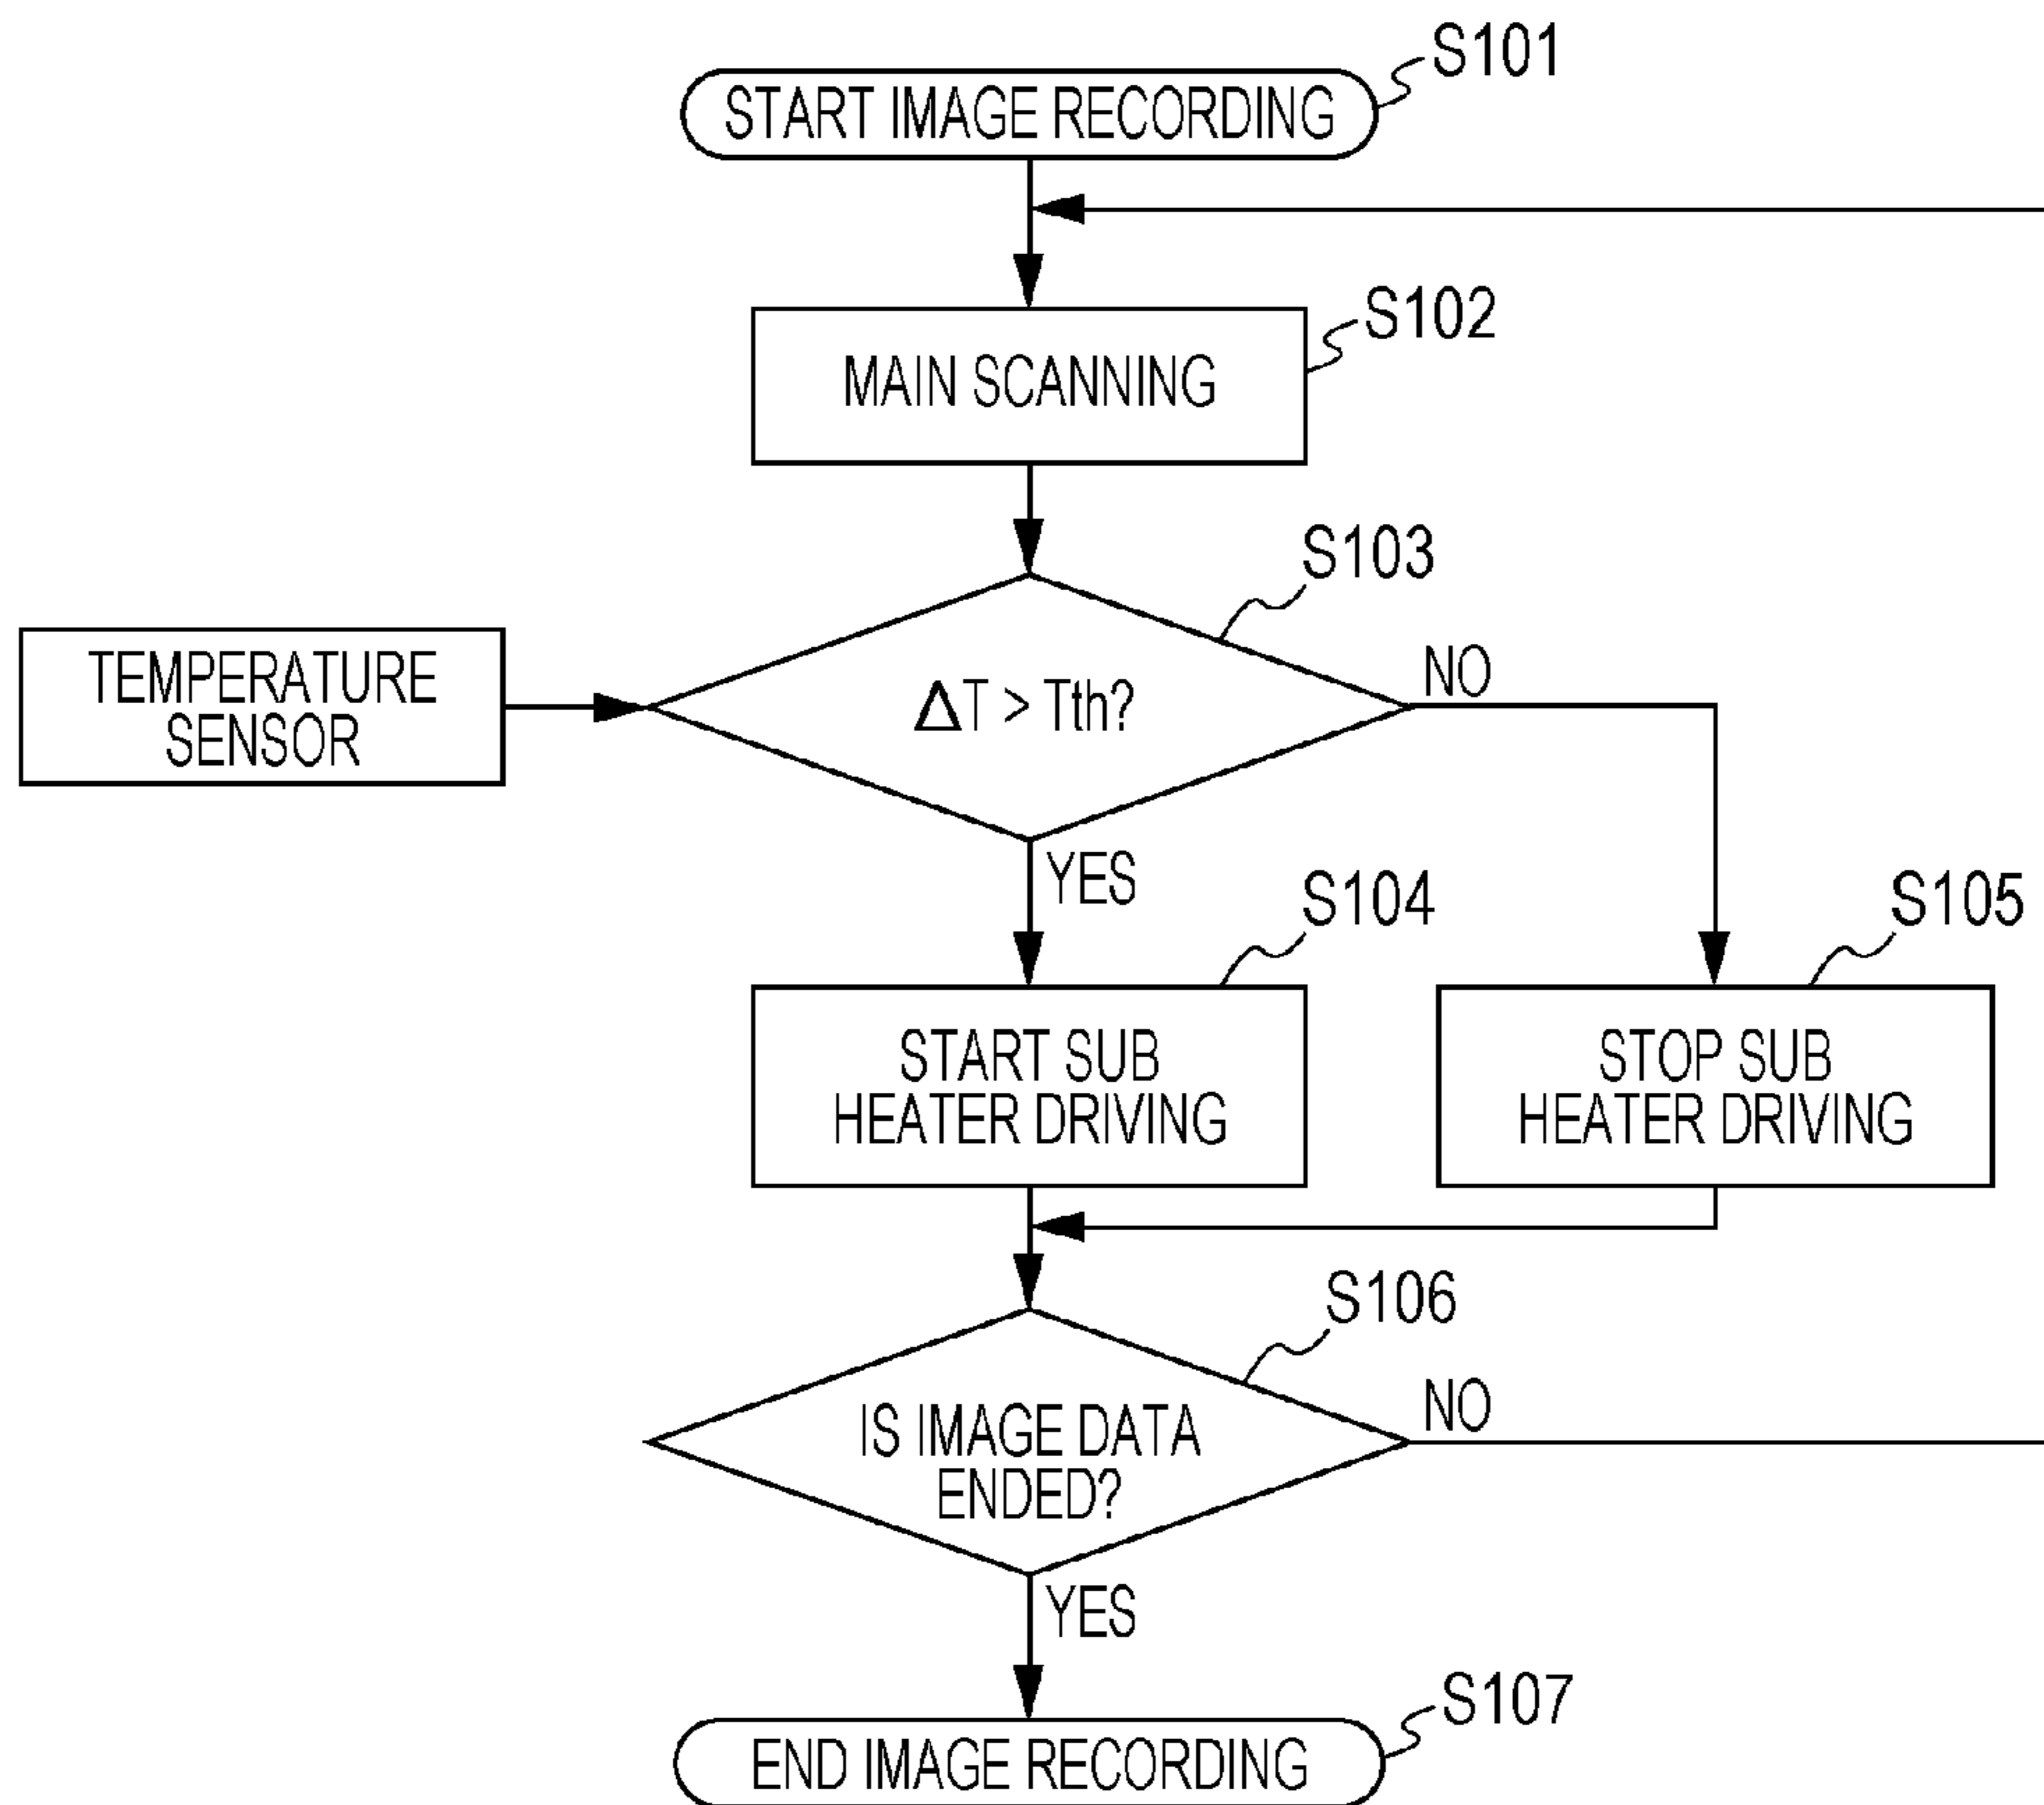 S101
START IMAGE RECORDING
S102
MAIN SCANNING
S103
TEMPERATURE
SENSOR
ΔT > Tth?
NO
YES
S104
S105
START SUB
HEATER DRIVING
STOP SUB
HEATER DRIVING
S106
IS IMAGE DATA
ENDED?
NO
YES
S107
END IMAGE RECORDING